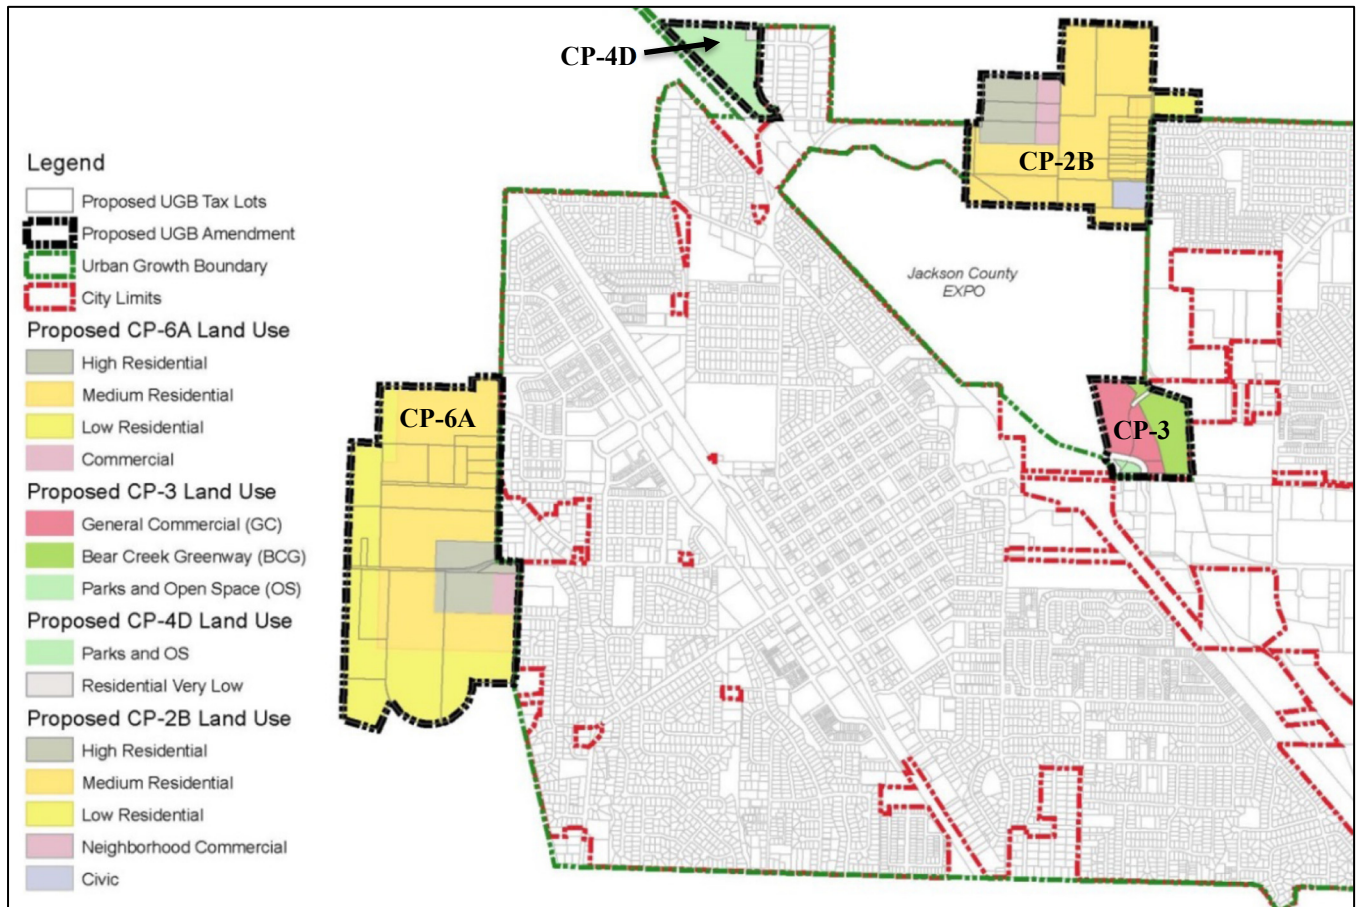 CP-4D
CP-2B
Legend
Proposed UGB Tax Lots
Proposed UGB Amendment
Urban Growth Boundary
City Limits
Proposed CP-6A Land Use
High Residential
Medium Residential
Low Residential
Commercial
Proposed CP-3 Land Use
General Commercial (GC)
Bear Creek Greenway (BCG)
Parks and Open Space (OS)
Proposed CP-4D Land Use
Parks and OS
Residential Very Low
Proposed CP-2B Land Use
High Residential
Medium Residential
Low Residential
Neighborhood Commercial
Civic
Jackson County
EXPO
CP-6A
CP-3